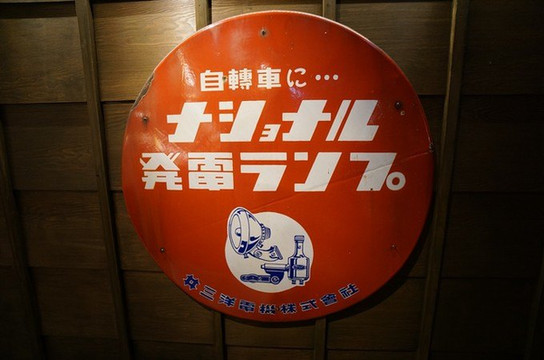 自轉車に…
ナショナル
発電ランプ。
三洋電機株式會社